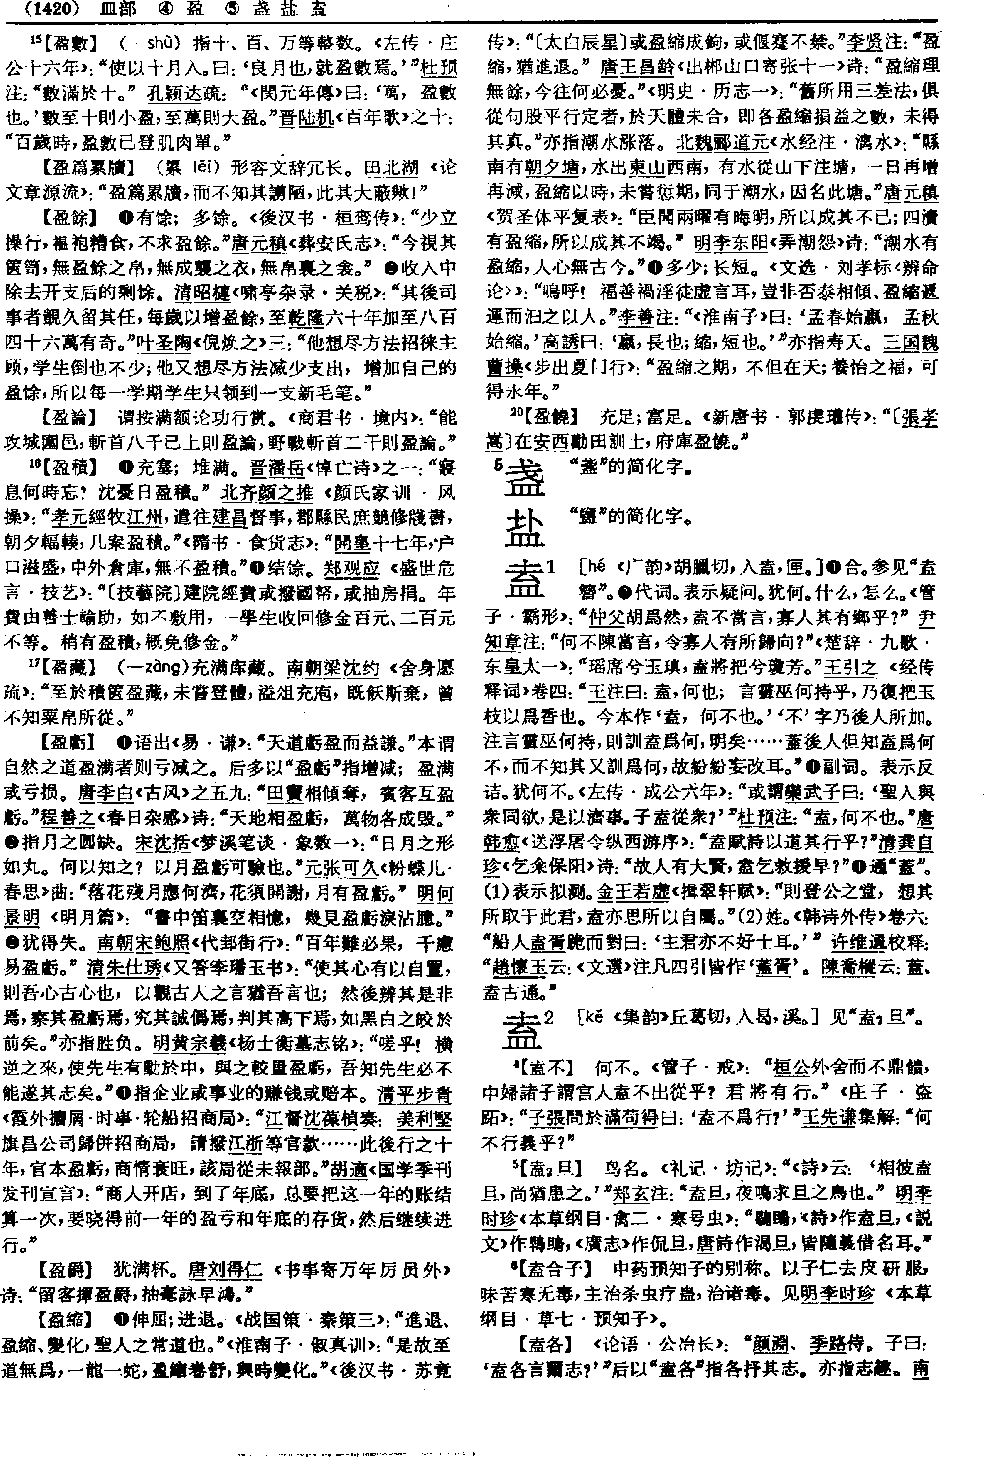 (1420) 皿部 ④ 盈 ⑤ 盏 盐 盍
¹⁵【盈數】 (-shù) 指十、百、万等整数。《左传·庄
公十六年》:“使以十月入。曰:‘良月也,就盈數焉。’”杜预
注:“數滿於十。” 孔颖达疏:“《閔元年傳》曰:‘萬,盈數
也。’數至十則小盈,至萬則大盈。”晋陆机《百年歌》之十:
“百歲時,盈數已登肌肉單。”
【盈篇累牘】 (累 lěi) 形容文辞冗长。田北湖《论
文章源流》:“盈篇累牘,而不知其謭陋,此其大蔽歟!”
【盈餘】 ❶有馀;多馀。《後汉书·桓鸾传》:“少立
操行,褞袍糟食,不求盈餘。”唐元稹《葬安氏志》:“今視其
篋笥,無盈餘之帛,無成襲之衣,無帛裏之衾。” ❷收入中
除去开支后的剩馀。清昭梿《啸亭杂录·关税》:“其後司
事者覬久留其任,每歲以增盈餘,至乾隆六十年加至八百
四十六萬有奇。”叶圣陶《倪焕之》三:“他想尽方法招徕主
顾,学生倒也不少;他又想尽方法减少支出,增加自己的
盈馀,所以每一学期学生只领到一支新毛笔。”
【盈論】 谓按满额论功行赏。《商君书·境内》:“能
攻城圍邑,斬首八千已上則盈論,野戰斬首二千則盈論。”
¹⁶【盈積】 ❶充塞;堆满。晋潘岳《悼亡诗》之一:“寢
息何時忘?沈憂日盈積。” 北齐颜之推《颜氏家训·风
操》:“孝元經牧江州,遣往建昌督事,郡縣民庶競修牋書,
朝夕輻輳,几案盈積。”《隋书·食货志》:“開皇十七年,户
口滋盛,中外倉庫,無不盈積。”❷结馀。郑观应《盛世危
言·技艺》:“〔技藝院〕建院經費或撥國帑,或抽房捐。年
費由善士輸助,如不敷用,一學生收回修金百元、二百元
不等。稍有盈積,概免修金。”
¹⁷【盈藏】 (-zàng)充满库藏。南朝梁沈约《舍身愿
疏》:“至於積篋盈藏,未嘗登體,溢俎充庖,既飫斯棄,曾
不知粟帛所從。”
【盈虧】 ❶语出《易·谦》:“天道虧盈而益謙。”本谓
自然之道盈满者则亏减之。后多以“盈虧”指增减;盈满
或亏损。唐李白《古风》之五九:“田竇相傾奪,賓客互盈
虧。”程善之《春日杂感》诗:“天地相盈虧,萬物各成毁。”
❷指月之圆缺。宋沈括《梦溪笔谈·象数一》:“日月之形
如丸。何以知之?以月盈虧可驗也。”元张可久《粉蝶儿·
春思》曲:“落花殘月應何濟,花須開謝,月有盈虧。”明何
景明《明月篇》:“書中笛裏空相憶,幾見盈虧淚沾臆。”
❸犹得失。南朝宋鲍照《代邽街行》:“百年難必果,千慮
易盈虧。”清朱仕琇《又答李璠玉书》:“使其心有以自置,
則吾心古心也,以觀古人之言猶吾言也;然後辨其是非
焉,察其盈虧焉,究其誠僞焉,判其高下焉,如黑白之較於
前矣。”亦指胜负。明黄宗羲《杨士衡墓志铭》:“嗟乎!橫
逆之來,使先生有動於中,與之較量盈虧,吾知先生必不
能遂其志矣。”❹指企业或事业的赚钱或赔本。清平步青
《霞外攟屑·时事·轮船招商局》:“江督沈葆楨奏:美利堅
旗昌公司歸併招商局,請撥江浙等官款……此後行之十
年,官本盈虧,商情衰旺,該局從未報部。”胡適《国学季刊
发刊宣言》:“商人开店,到了年底,总要把这一年的账结
算一次,要晓得前一年的盈亏和年底的存货,然后继续进
行。”
【盈爵】 犹满杯。唐刘得仁《书事寄万年厉员外》
诗:“留客揮盈爵,抽毫詠早鴻。”
【盈缩】 ❶伸屈;进退。《战国策·秦策三》:“進退、
盈缩、變化,聖人之常道也。”《淮南子·俶真训》:“是故至
道無爲,一龍一蛇,盈縮卷舒,與時變化。”《後汉书·苏竟
传》:“〔太白辰星〕或盈縮成鉤,或偃蹇不禁。”李贤注:“盈
縮,猶進退。” 唐王昌龄《出郴山口寄张十一》诗:“盈縮理
無餘,今往何必憂。”《明史·历志一》:“舊所用三差法,俱
從句股平行定者,於天體未合,即各盈縮損益之數,未得
其真。”亦指潮水涨落。北魏郦道元《水经注·漓水》:“縣
南有朝夕塘,水出東山西南,有水從山下注塘,一日再增
再減,盈縮以時,未嘗愆期,同于潮水,因名此塘。”唐元稹
《贺圣体平复表》:“臣聞兩曜有晦明,所以成其不已;四瀆
有盈縮,所以成其不竭。” 明李东阳《弄潮怨》诗:“潮水有
盈縮,人心無古今。”❷多少;长短。《文选·刘孝标〈辨命
论〉》:“嗚呼!福善禍淫徒虚言耳,豈非否泰相傾、盈縮遞
運而汩之以人。”李善注:“《淮南子》曰:‘孟春始嬴,孟秋
始縮。’高誘曰:‘嬴,長也;縮,短也。’”亦指寿夭。三国魏
曹操《步出夏门行》:“盈縮之期,不但在天;養怡之福,可
得永年。”
²⁰【盈饒】 充足;富足。《新唐书·郭虔瓘传》:“〔張孝
嵩〕在安西勸田訓士,府庫盈饒。”
⁵盏 “盞”的简化字。
盐 “鹽”的简化字。
盍¹ [hé 《广韵》胡臘切,入盍,匣。]❶合。参见“盍
簪”。❷代词。表示疑问。犹何。什么,怎么。《管
子·霸形》:“仲父胡爲然,盍不當言,寡人其有鄉乎?” 尹
知章注:“何不陳當言,令寡人有所歸向?”《楚辞·九歌·
东皇太一》:“瑶席兮玉瑱,盍將把兮瓊芳。”王引之《经传
释词》卷四:“王注曰:盍,何也;言靈巫何持乎,乃復把玉
枝以爲香也。今本作‘盍,何不也。’‘不’字乃後人所加。
注言靈巫何持,則訓盍爲何,明矣……蓋後人但知盍爲何
不,而不知其又訓爲何,故紛紛妄改耳。”❸副词。表示反
诘。犹何不。《左传·成公六年》:“或謂欒武子曰:‘聖人與
衆同欲,是以濟事。子盍從衆?’”杜预注:“盍,何不也。”唐
韩愈《送浮屠令纵西游序》:“盍賦詩以道其行乎?”清龚自
珍《乞籴保阳》诗:“故人有大賢,盍乞救援早?”❹通“蓋”。
(1)表示拟测。金王若虚《揖翠轩赋》:“則登公之堂,想其
所取于此君,盍亦思所以自勵。”(2)姓。《韩诗外传》卷六:
“船人盍胥跪而對曰:‘主君亦不好士耳。’” 许维遹校释:
“趙懷玉云:《文選》注凡四引皆作‘蓋胥’。陳喬樅云:蓋、
盍古通。”
盍² [kě 《集韵》丘葛切,入曷,溪。] 见“盍₂旦”。
⁴【盍不】 何不。《管子·戒》:“桓公外舍而不鼎饋,
中婦諸子謂宫人盍不出從乎?君將有行。” 《庄子·盗
跖》:“子張問於滿苟得曰:‘盍不爲行?’”王先谦集解:“何
不行義乎?”
⁵【盍₂旦】 鸟名。《礼记·坊记》:“《詩》云:‘相彼盍
旦,尚猶患之。’”郑玄注:“盍旦,夜鳴求旦之鳥也。” 明李
时珍《本草纲目·禽二·寒号虫》:“鶡鴠,《詩》作盍旦,《説
文》作鴇鴠,《廣志》作侃旦,唐詩作渴旦,皆隨義借名耳。”
⁶【盍合子】 中药预知子的别称。以子仁去皮研服,
味苦寒无毒,主治杀虫疗蛊,治诸毒。见明李时珍《本草
纲目·草七·预知子》。
【盍各】 《论语·公冶长》:“顏淵、季路侍。子曰:
‘盍各言爾志?’”后以“盍各”指各抒其志。亦指志趣。南